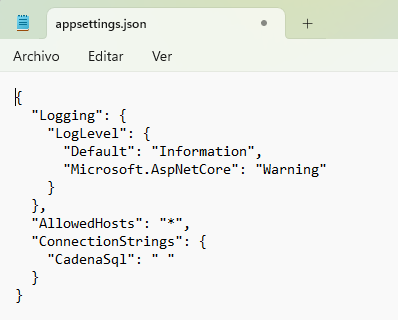 appsettings.json
Archivo Editar Ver
{
  "Logging": {
    "LogLevel": {
      "Default": "Information",
      "Microsoft.AspNetCore": "Warning"
    }
  },
  "AllowedHosts": "*",
  "ConnectionStrings": {
    "CadenaSql": " "
  }
}